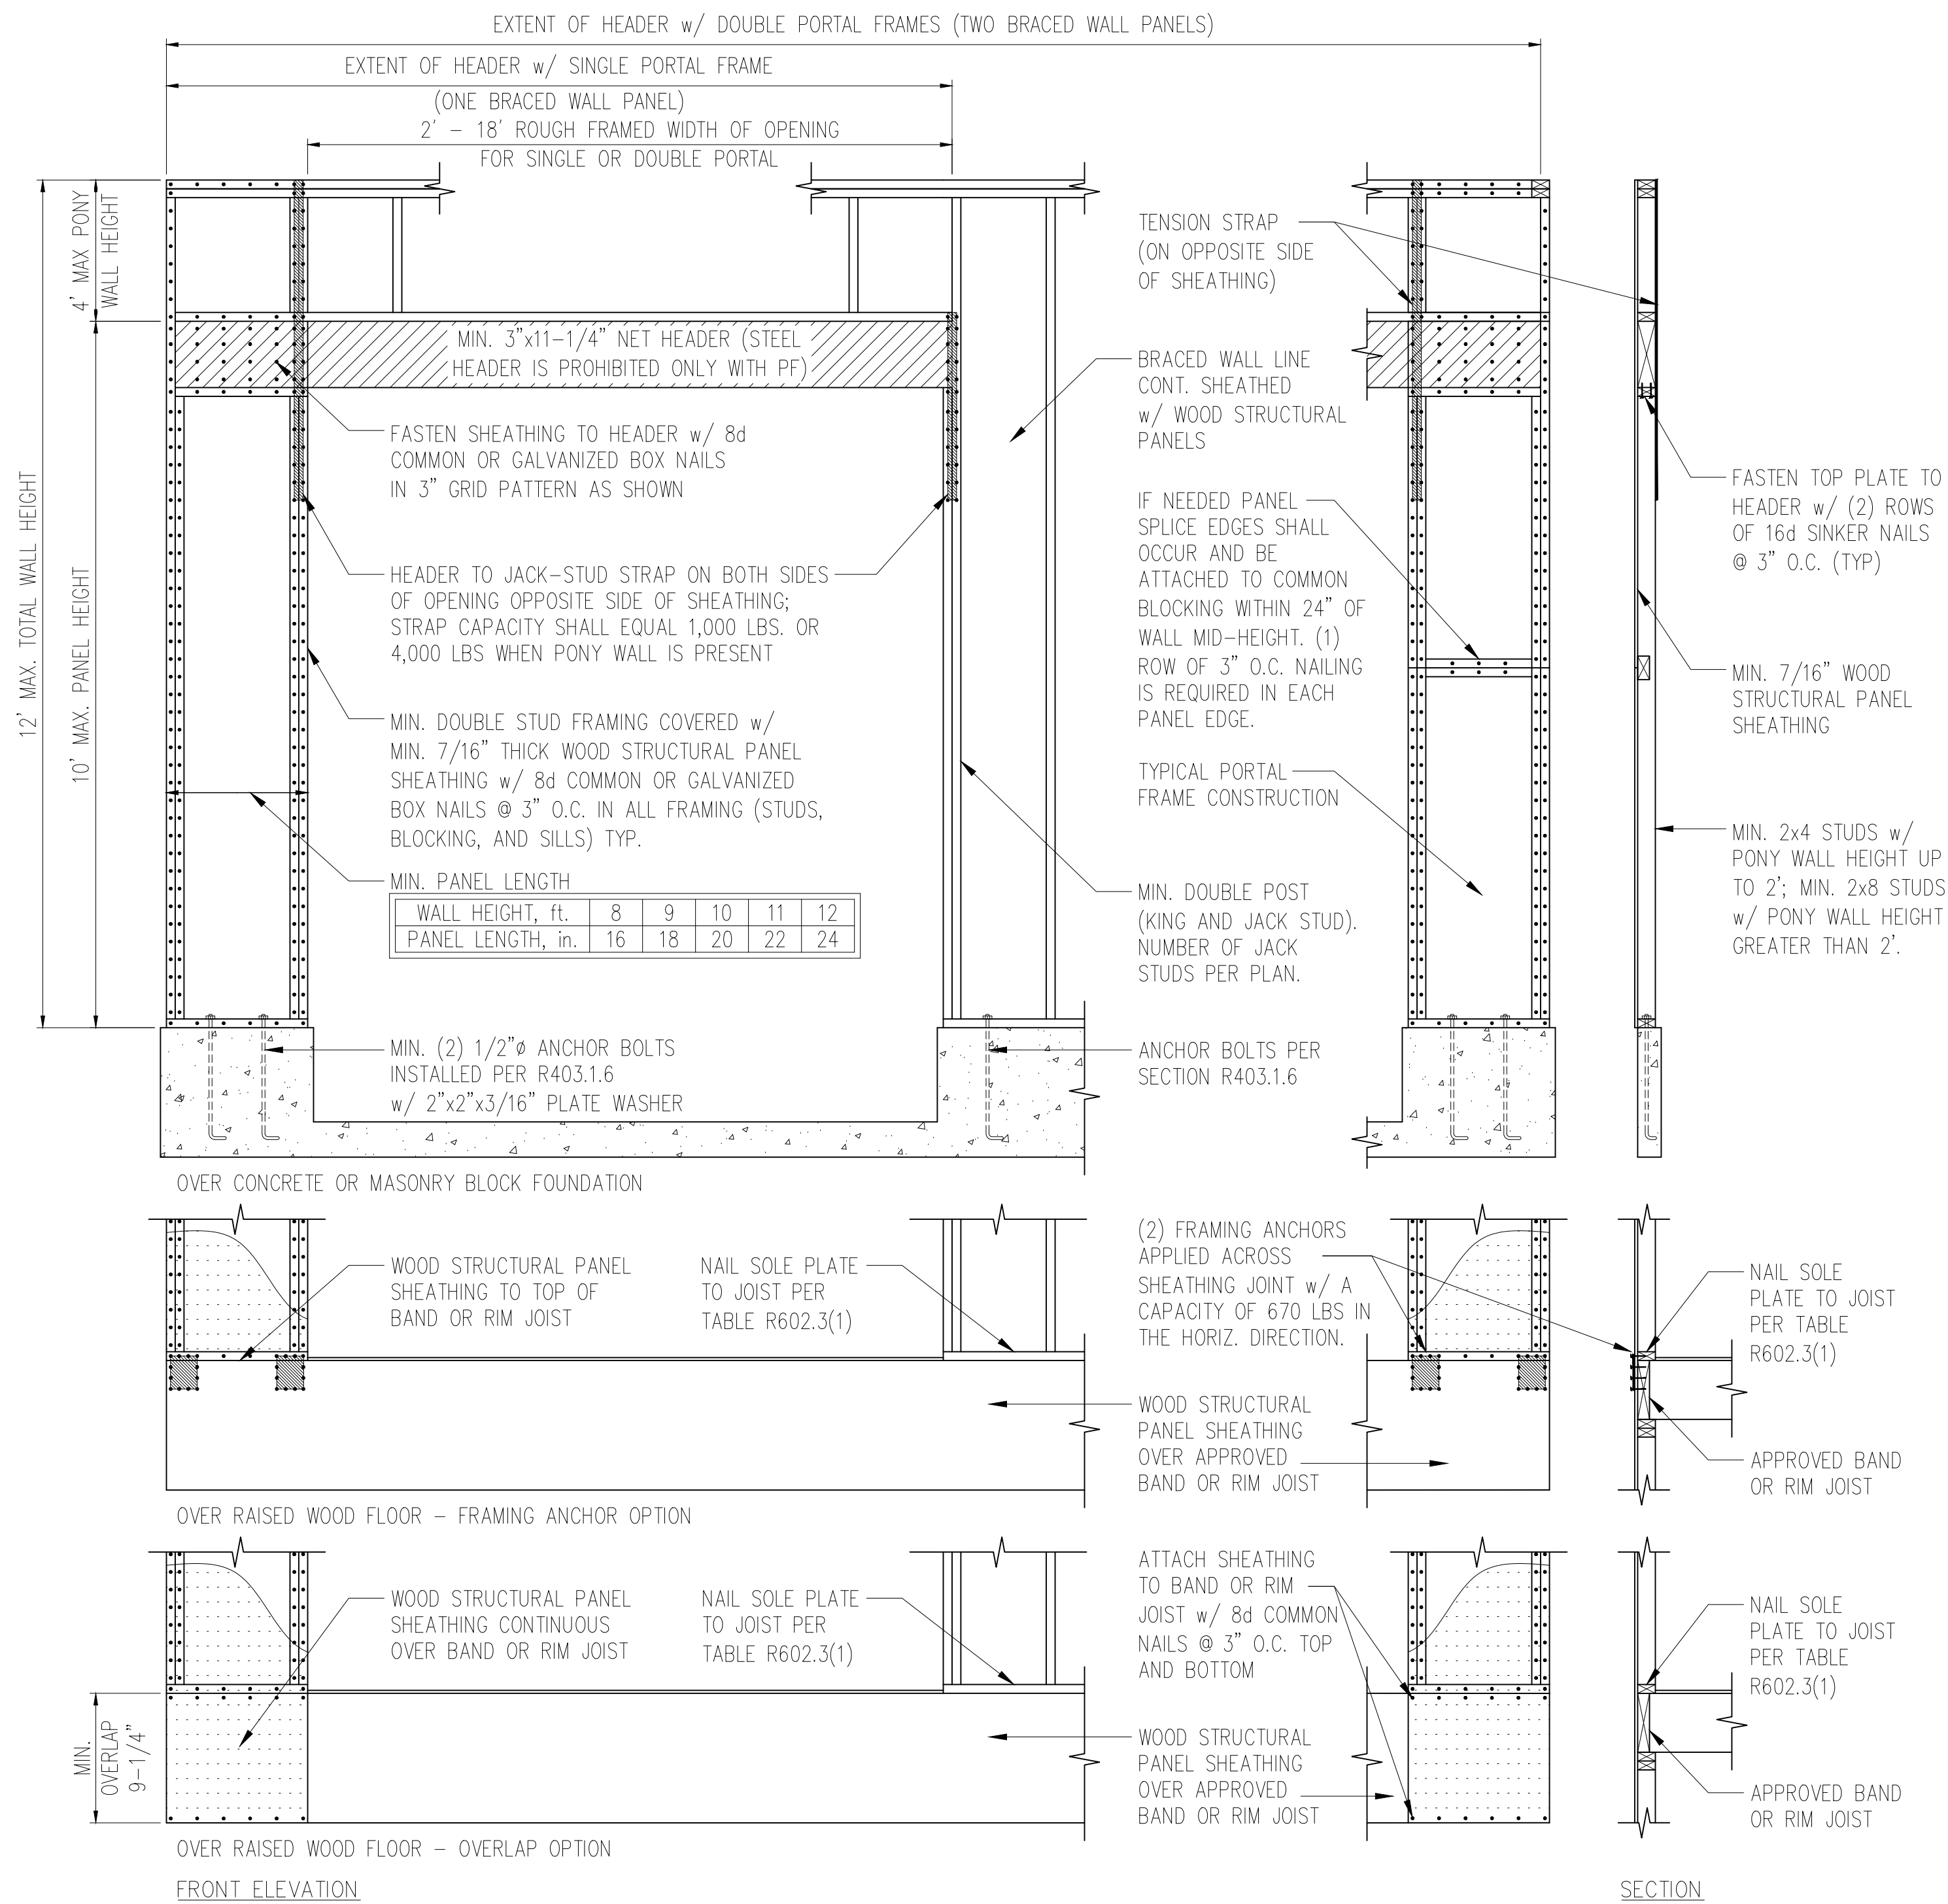 EXTENT OF HEADER w/ DOUBLE PORTAL FRAMES (TWO BRACED WALL PANELS)
EXTENT OF HEADER w/ SINGLE PORTAL FRAME
(ONE BRACED WALL PANEL)
2' - 18' ROUGH FRAMED WIDTH OF OPENING
FOR SINGLE OR DOUBLE PORTAL
4' MAX PONY
WALL HEIGHT
12' MAX. TOTAL WALL HEIGHT
10' MAX. PANEL HEIGHT
MIN. 3"x11-1/4" NET HEADER (STEEL
HEADER IS PROHIBITED ONLY WITH PF)
FASTEN SHEATHING TO HEADER w/ 8d
COMMON OR GALVANIZED BOX NAILS
IN 3" GRID PATTERN AS SHOWN
HEADER TO JACK-STUD STRAP ON BOTH SIDES
OF OPENING OPPOSITE SIDE OF SHEATHING;
STRAP CAPACITY SHALL EQUAL 1,000 LBS. OR
4,000 LBS WHEN PONY WALL IS PRESENT
MIN. DOUBLE STUD FRAMING COVERED w/
MIN. 7/16" THICK WOOD STRUCTURAL PANEL
SHEATHING w/ 8d COMMON OR GALVANIZED
BOX NAILS @ 3" O.C. IN ALL FRAMING (STUDS,
BLOCKING, AND SILLS) TYP.
MIN. PANEL LENGTH
WALL HEIGHT, ft. 8 9 10 11 12
PANEL LENGTH, in. 16 18 20 22 24
MIN. (2) 1/2"ø ANCHOR BOLTS
INSTALLED PER R403.1.6
w/ 2"x2"x3/16" PLATE WASHER
TENSION STRAP
(ON OPPOSITE SIDE
OF SHEATHING)
BRACED WALL LINE
CONT. SHEATHED
w/ WOOD STRUCTURAL
PANELS
IF NEEDED PANEL
SPLICE EDGES SHALL
OCCUR AND BE
ATTACHED TO COMMON
BLOCKING WITHIN 24" OF
WALL MID-HEIGHT. (1)
ROW OF 3" O.C. NAILING
IS REQUIRED IN EACH
PANEL EDGE.
TYPICAL PORTAL
FRAME CONSTRUCTION
MIN. DOUBLE POST
(KING AND JACK STUD).
NUMBER OF JACK
STUDS PER PLAN.
ANCHOR BOLTS PER
SECTION R403.1.6
FASTEN TOP PLATE TO
HEADER w/ (2) ROWS
OF 16d SINKER NAILS
@ 3" O.C. (TYP)
MIN. 7/16" WOOD
STRUCTURAL PANEL
SHEATHING
MIN. 2x4 STUDS w/
PONY WALL HEIGHT UP
TO 2'; MIN. 2x8 STUDS
w/ PONY WALL HEIGHT
GREATER THAN 2'.
OVER CONCRETE OR MASONRY BLOCK FOUNDATION
WOOD STRUCTURAL PANEL
SHEATHING TO TOP OF
BAND OR RIM JOIST
NAIL SOLE PLATE
TO JOIST PER
TABLE R602.3(1)
(2) FRAMING ANCHORS
APPLIED ACROSS
SHEATHING JOINT w/ A
CAPACITY OF 670 LBS IN
THE HORIZ. DIRECTION.
WOOD STRUCTURAL
PANEL SHEATHING
OVER APPROVED
BAND OR RIM JOIST
NAIL SOLE
PLATE TO JOIST
PER TABLE
R602.3(1)
APPROVED BAND
OR RIM JOIST
OVER RAISED WOOD FLOOR - FRAMING ANCHOR OPTION
WOOD STRUCTURAL PANEL
SHEATHING CONTINUOUS
OVER BAND OR RIM JOIST
NAIL SOLE PLATE
TO JOIST PER
TABLE R602.3(1)
ATTACH SHEATHING
TO BAND OR RIM
JOIST w/ 8d COMMON
NAILS @ 3" O.C. TOP
AND BOTTOM
WOOD STRUCTURAL
PANEL SHEATHING
OVER APPROVED
BAND OR RIM JOIST
NAIL SOLE
PLATE TO JOIST
PER TABLE
R602.3(1)
APPROVED BAND
OR RIM JOIST
MIN.
OVERLAP
9-1/4"
OVER RAISED WOOD FLOOR - OVERLAP OPTION
FRONT ELEVATION
SECTION